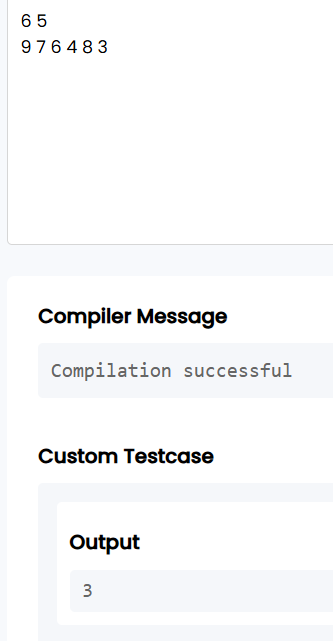 6 5
9 7 6 4 8 3
Compiler Message
Compilation successful
Custom Testcase
Output
3